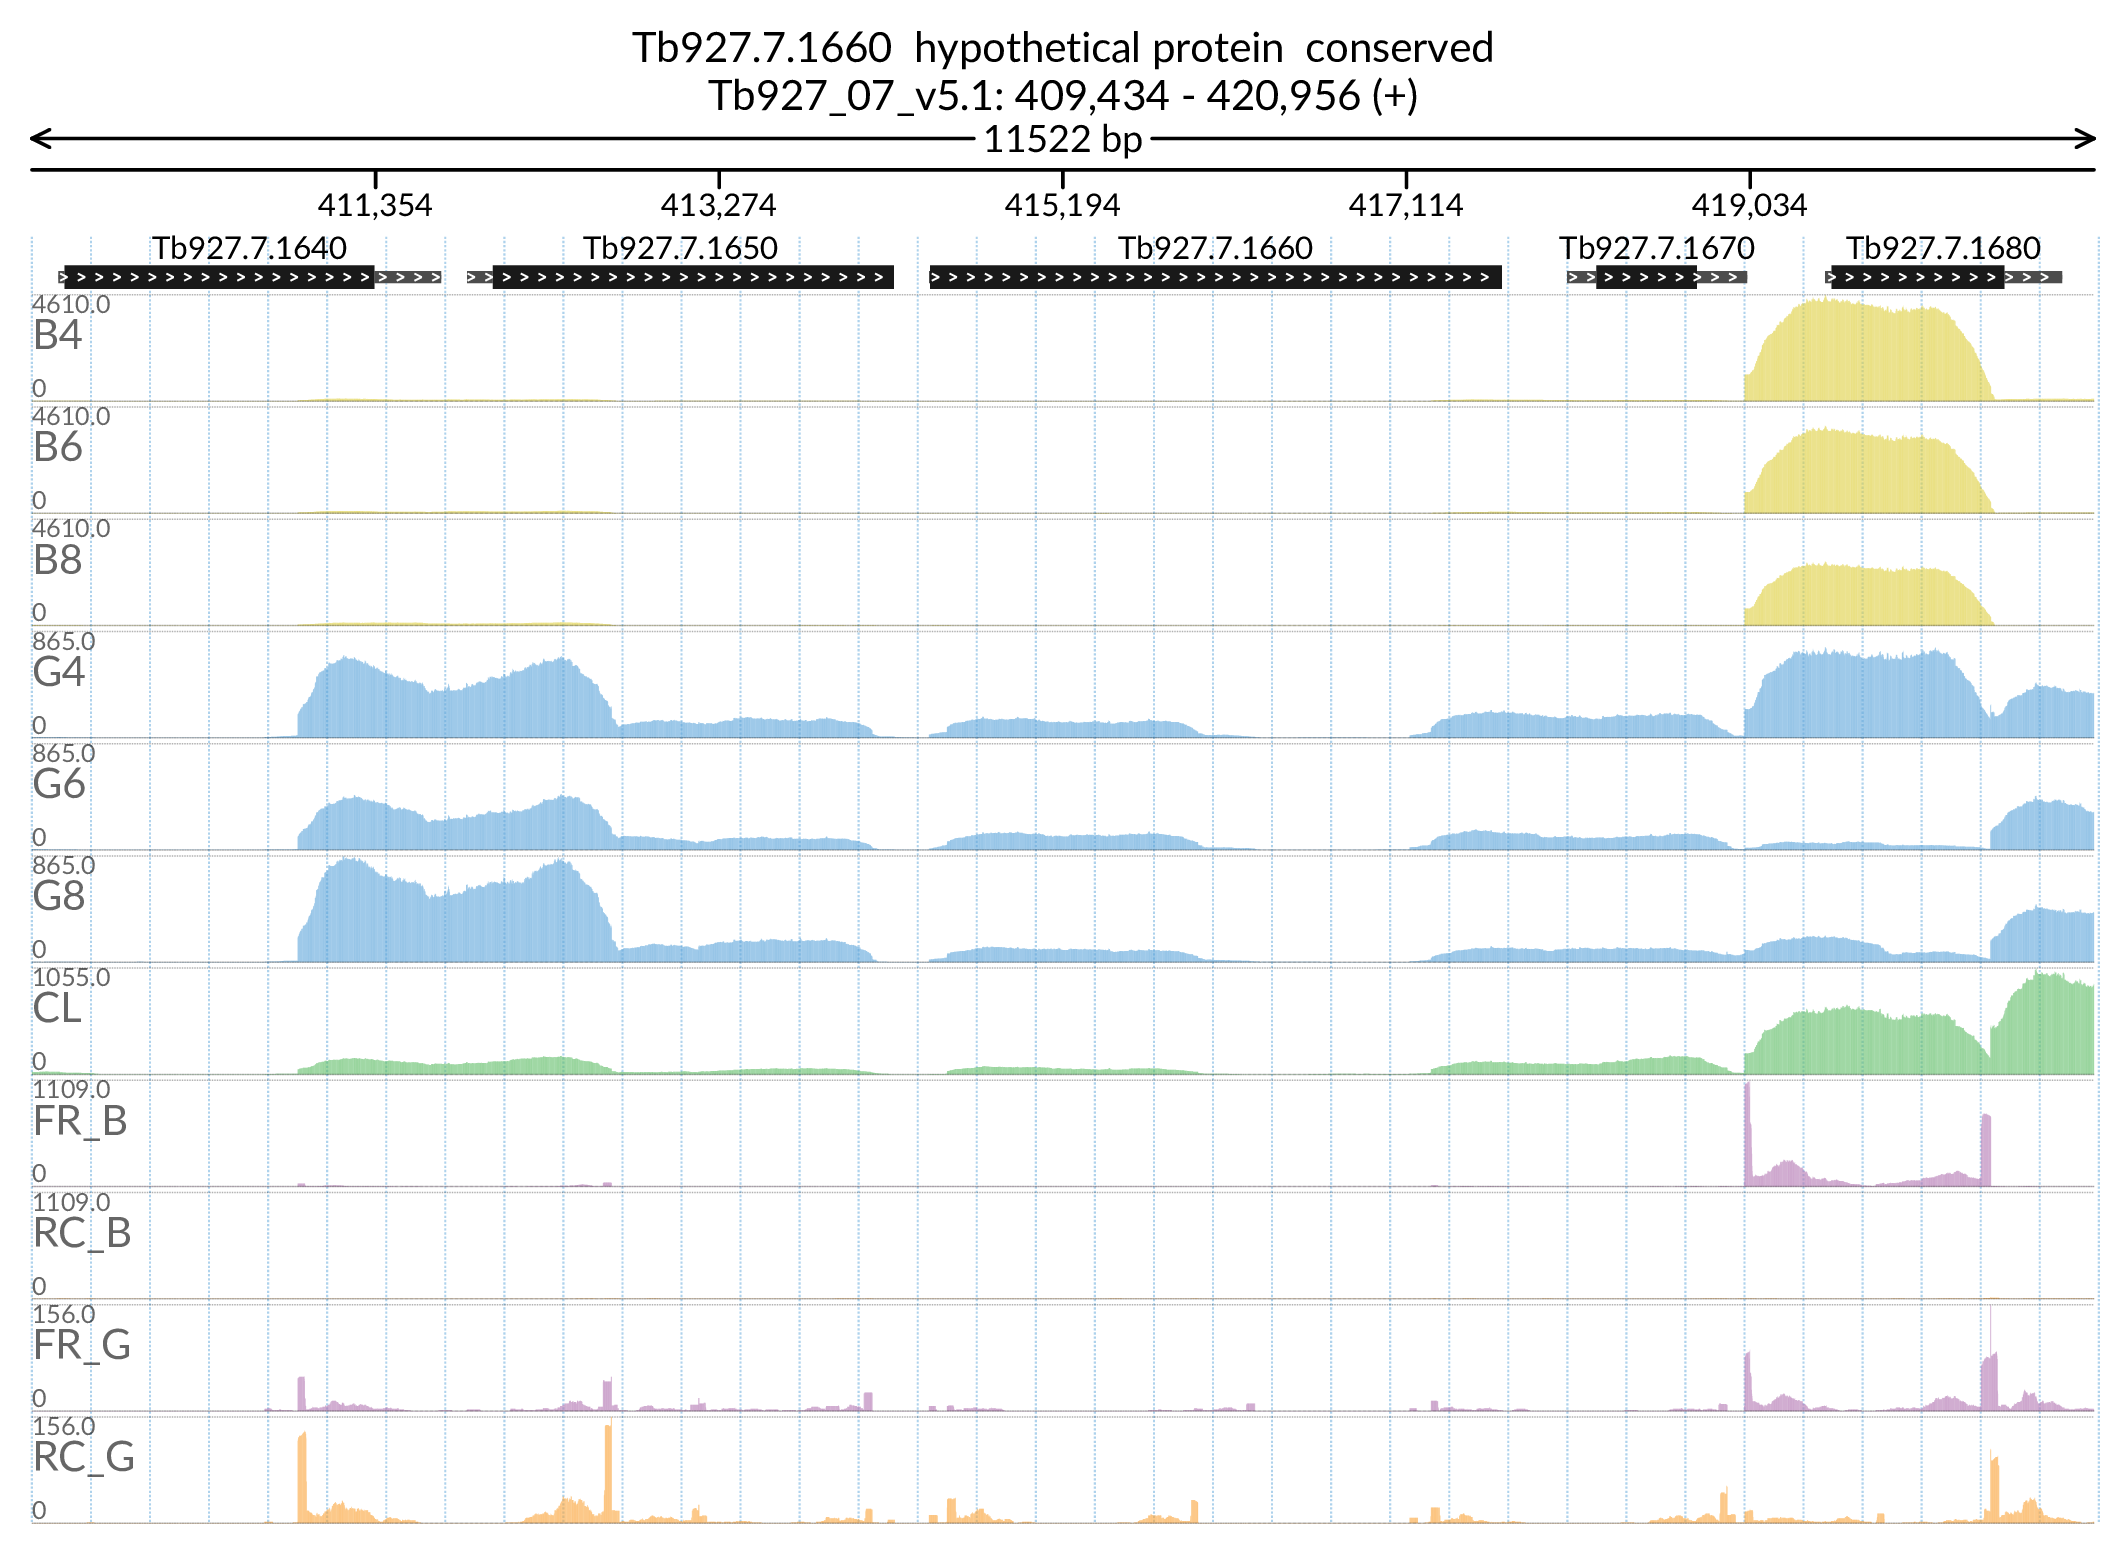 Tb927.7.1660 hypothetical protein conserved
Tb927_07_v5.1: 409,434 - 420,956 (+)
11522 bp
411,354 413,274 415,194 417,114 419,034
Tb927.7.1640 Tb927.7.1650 Tb927.7.1660 Tb927.7.1670 Tb927.7.1680
4610.0
B4
0
4610.0
B6
0
4610.0
B8
0
865.0
G4
0
865.0
G6
0
865.0
G8
0
1055.0
CL
0
1109.0
FR_B
0
1109.0
RC_B
0
156.0
FR_G
0
156.0
RC_G
0